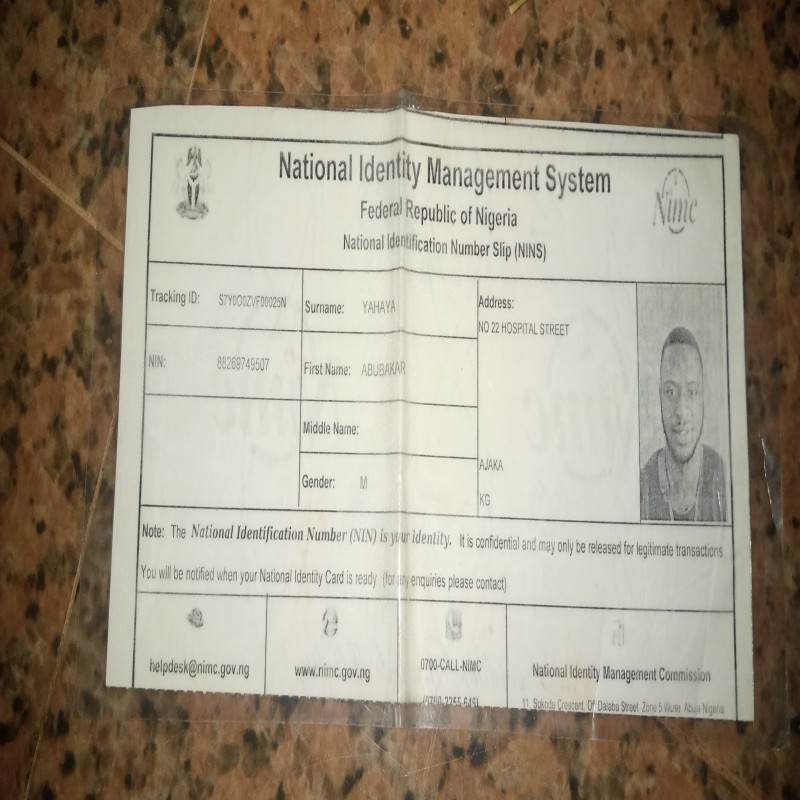 National Identity Management System
Federal Republic of Nigeria
National Identification Number Slip (NINS)
Nimc
Tracking ID: S7Y0O0ZVF00025N
Surname: YAHAYA
Address:
NO 22 HOSPITAL STREET
NIN: 88269749507
First Name: ABUBAKAR
Middle Name:
AJAKA
Gender: M
KG
Note: The National Identification Number (NIN) is your identity. It is confidential and may only be released for legitimate transactions
You will be notified when your National Identity Card is ready (for any enquiries please contact)
helpdesk@nimc.gov.ng
www.nimc.gov.ng
0700-CALL-NIMC
(0700-2255-646)
National Identity Management Commission
11, Sokode Crescent, Off Dalaba Street, Zone 5 Wuse, Abuja Nigeria